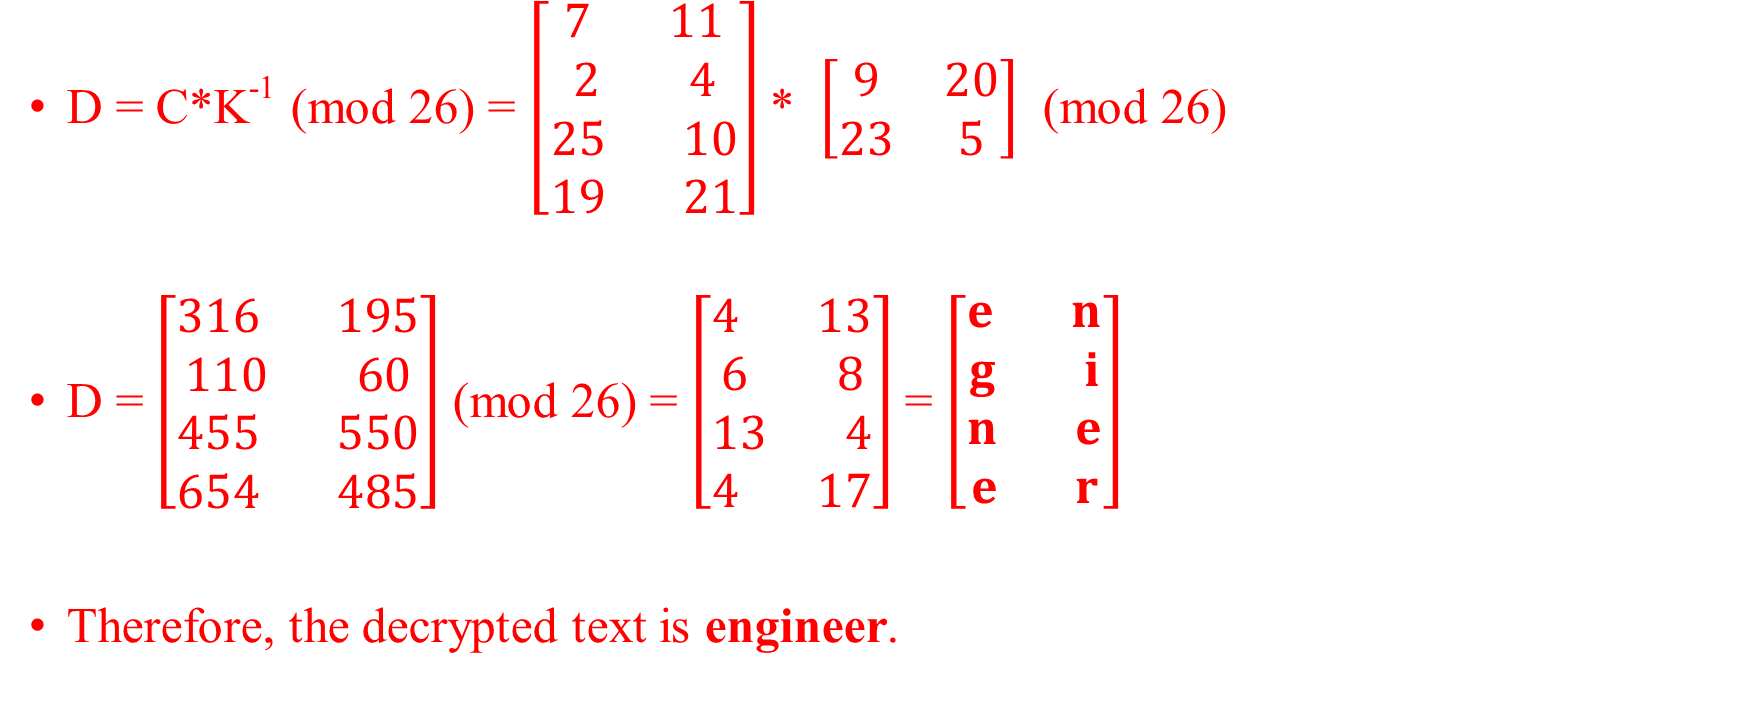 • D = C*K⁻¹ (mod 26) = [7 11; 2 4; 25 10; 19 21] * [9 20; 23 5] (mod 26)
• D = [316 195; 110 60; 455 550; 654 485] (mod 26) = [4 13; 6 8; 13 4; 4 17] = [e n; g i; n e; e r]
• Therefore, the decrypted text is engineer.